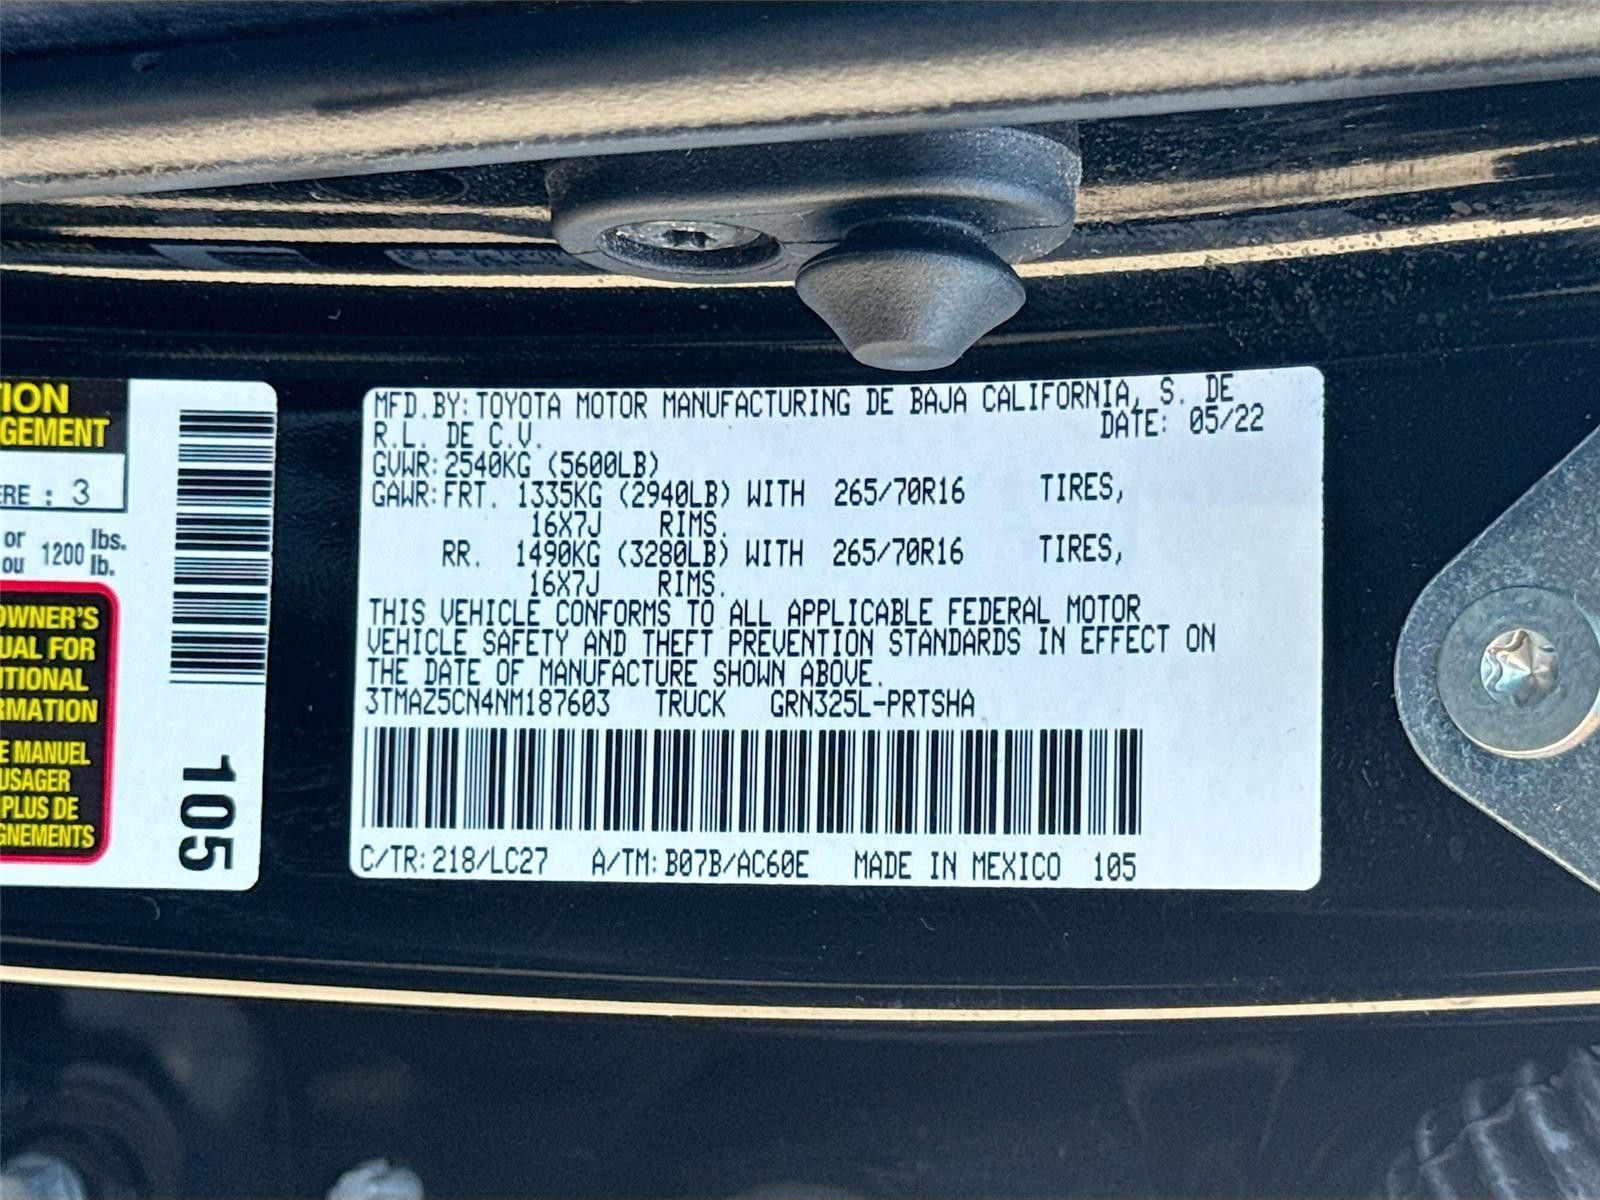 TION
GEMENT
ERE : 3
or
ou
1200
lbs.
lb.
OWNER'S
UAL FOR
ITIONAL
RMATION
E MANUEL
USAGER
PLUS DE
GNEMENTS
105
MFD.BY:TOYOTA MOTOR MANUFACTURING DE BAJA CALIFORNIA, S. DE
R.L. DE C.V. DATE: 05/22
GVWR:2540KG (5600LB)
GAWR:FRT. 1335KG (2940LB) WITH 265/70R16 TIRES,
16X7J RIMS.
RR. 1490KG (3280LB) WITH 265/70R16 TIRES,
16X7J RIMS.
THIS VEHICLE CONFORMS TO ALL APPLICABLE FEDERAL MOTOR
VEHICLE SAFETY AND THEFT PREVENTION STANDARDS IN EFFECT ON
THE DATE OF MANUFACTURE SHOWN ABOVE.
3TMAZ5CN4NM187603 TRUCK GRN325L-PRTSHA
C/TR:218/LC27 A/TM:B07B/AC60E MADE IN MEXICO 105